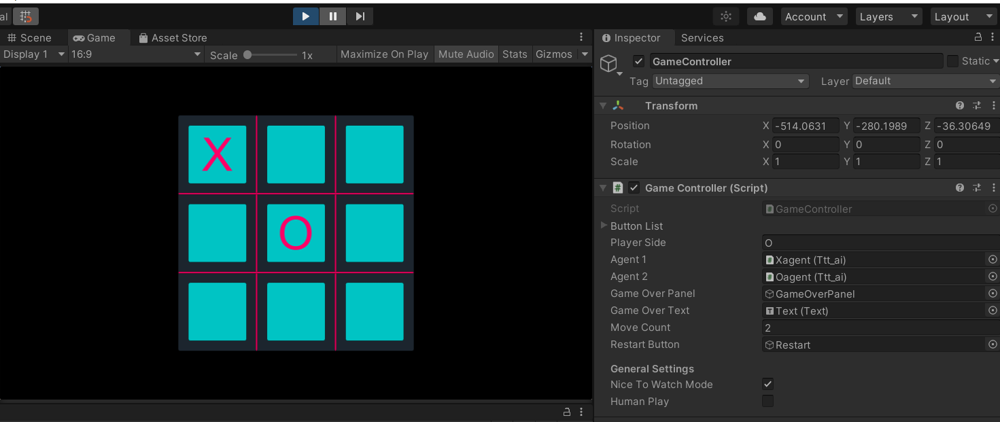 al
Account Layers Layout
Scene Game Asset Store
Display 1 16:9 Scale 1x Maximize On Play Mute Audio Stats Gizmos
X
O
Inspector Services
GameController Static
Tag Untagged Layer Default
Transform
Position X -514.0631 Y -280.1989 Z -36.30649
Rotation X 0 Y 0 Z 0
Scale X 1 Y 1 Z 1
# Game Controller (Script)
Script # GameController
Button List
Player Side O
Agent 1 # Xagent (Ttt_ai)
Agent 2 # Oagent (Ttt_ai)
Game Over Panel GameOverPanel
Game Over Text T Text (Text)
Move Count 2
Restart Button Restart
General Settings
Nice To Watch Mode
Human Play